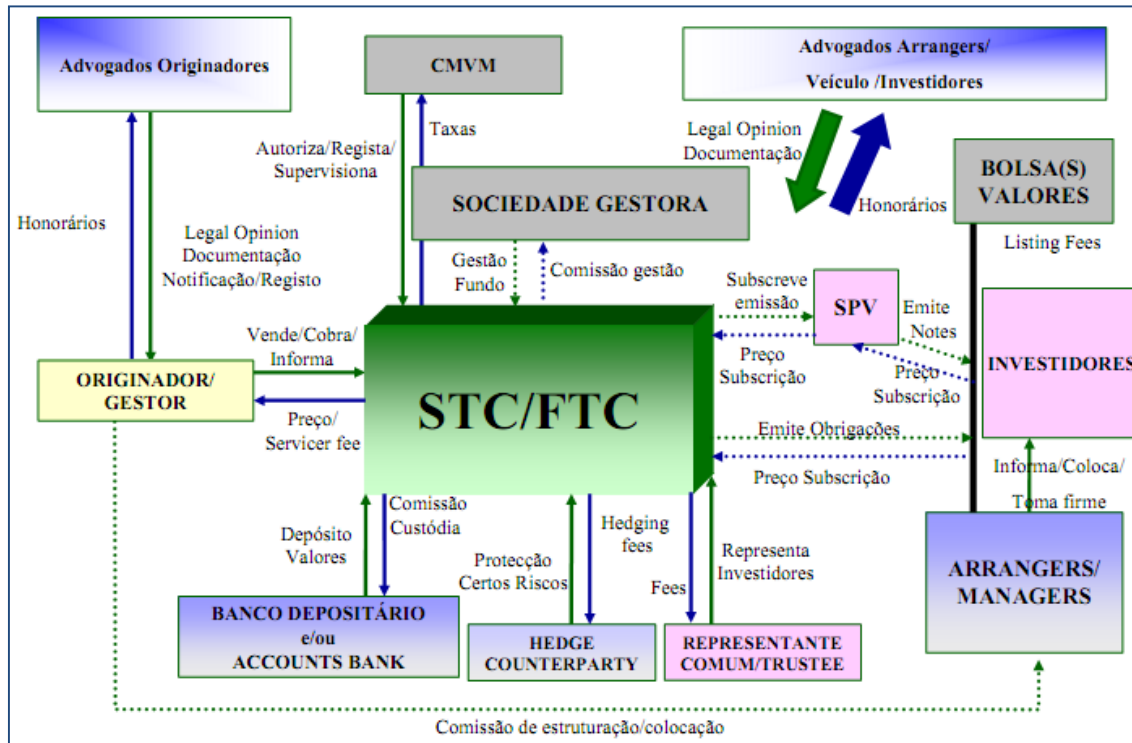 Advogados Originadores
CMVM
Advogados Arrangers/
Veículo /Investidores
Taxas
Autoriza/Regista/
Supervisiona
Legal Opinion
Documentação
BOLSA(S)
VALORES
SOCIEDADE GESTORA
Honorários
Honorários
Listing Fees
Legal Opinion
Documentação
Notificação/Registo
Gestão
Fundo
Comissão gestão
Subscreve
emissão
SPV
Emite
Notes
Vende/Cobra/
Informa
Preço
Subscrição
Preço
Subscrição
INVESTIDORES
ORIGINADOR/
GESTOR
STC/FTC
Preço/
Servicer fee
Emite Obrigações
Preço Subscrição
Informa/Coloca/
Toma firme
Comissão
Custódia
Depósito
Valores
Hedging
fees
Protecção
Certos Riscos
Fees
Representa
Investidores
ARRANGERS/
MANAGERS
BANCO DEPOSITÁRIO
e/ou
ACCOUNTS BANK
HEDGE
COUNTERPARTY
REPRESENTANTE
COMUM/TRUSTEE
Comissão de estruturação/colocação